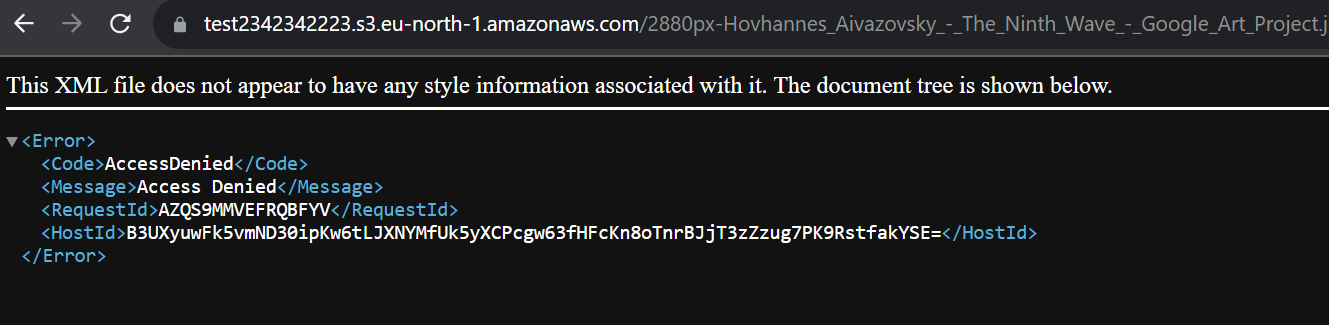 test2342342223.s3.eu-north-1.amazonaws.com/2880px-Hovhannes_Aivazovsky_-_The_Ninth_Wave_-_Google_Art_Project.j
This XML file does not appear to have any style information associated with it. The document tree is shown below.
▼<Error>
<Code>AccessDenied</Code>
<Message>Access Denied</Message>
<RequestId>AZQS9MMVEFRQBFYV</RequestId>
<HostId>B3UXyuwFk5vmND30ipKw6tLJXNYMfUk5yXCPcgw63fHFcKn8oTnrBJjT3zZzug7PK9RstfakYSE=</HostId>
</Error>